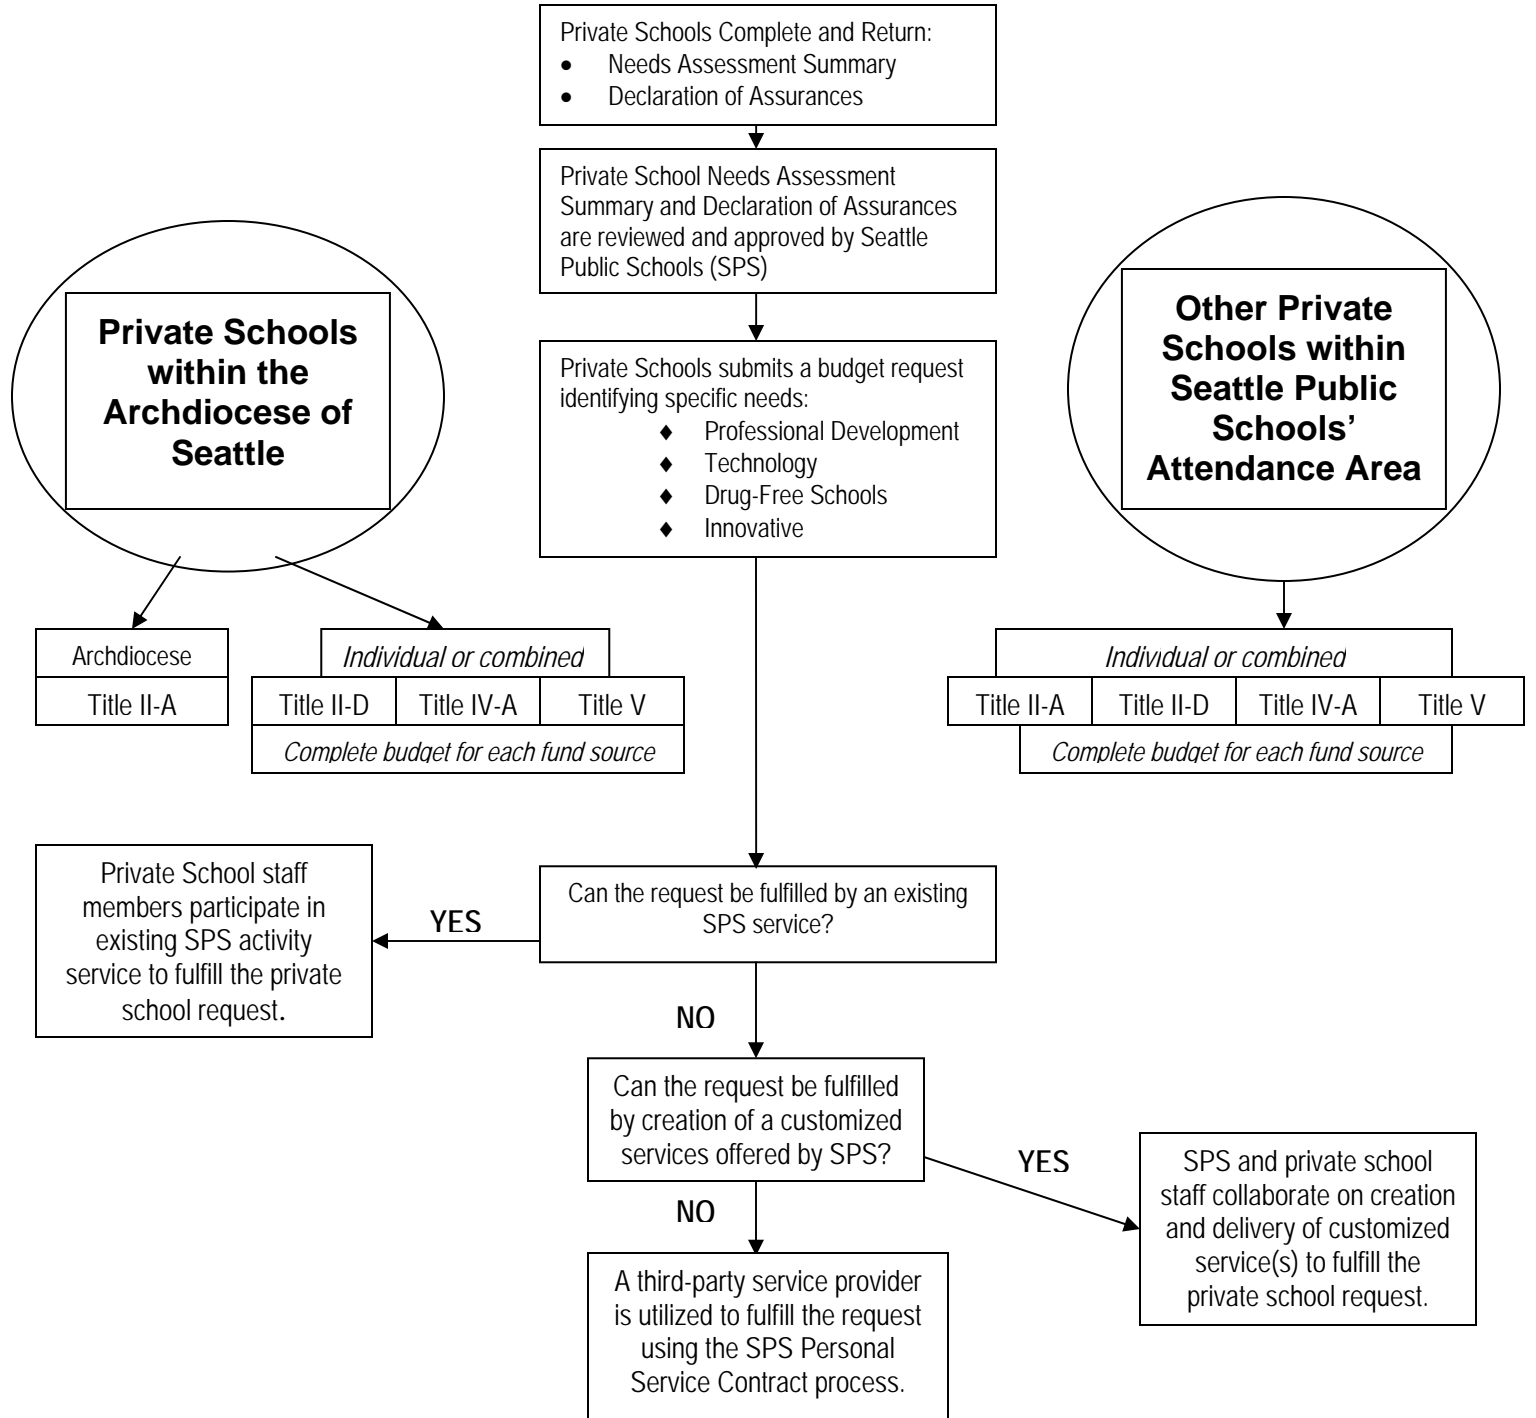 Private Schools Complete and Return:
• Needs Assessment Summary
• Declaration of Assurances
Private School Needs Assessment
Summary and Declaration of Assurances
are reviewed and approved by Seattle
Public Schools (SPS)
Private Schools
within the
Archdiocese of
Seattle
Private Schools submits a budget request
identifying specific needs:
♦ Professional Development
♦ Technology
♦ Drug-Free Schools
♦ Innovative
Other Private
Schools within
Seattle Public
Schools’
Attendance Area
Archdiocese
Title II-A
Individual or combined
Title II-D Title IV-A Title V
Complete budget for each fund source
Individual or combined
Title II-A Title II-D Title IV-A Title V
Complete budget for each fund source
Private School staff
members participate in
existing SPS activity
service to fulfill the private
school request.
YES
Can the request be fulfilled by an existing
SPS service?
NO
Can the request be fulfilled
by creation of a customized
services offered by SPS?
YES
SPS and private school
staff collaborate on creation
and delivery of customized
service(s) to fulfill the
private school request.
NO
A third-party service provider
is utilized to fulfill the request
using the SPS Personal
Service Contract process.